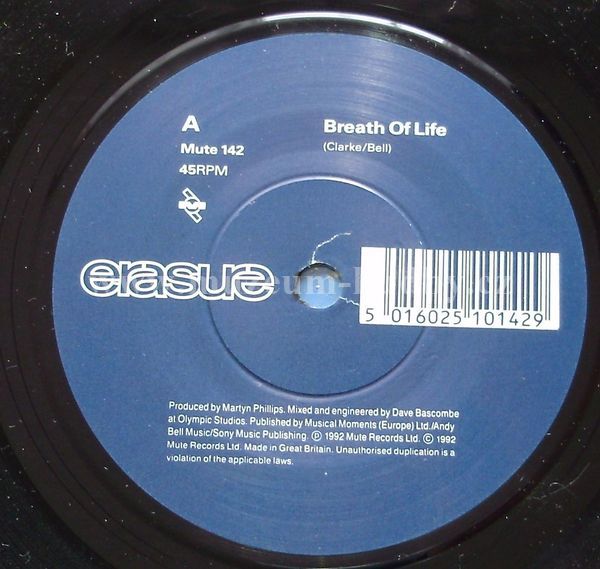 A
Mute 142
45RPM
Breath Of Life
(Clarke/Bell)
erasure
5 016025 101429
Produced by Martyn Phillips. Mixed and engineered by Dave Bascombe
at Olympic Studios. Published by Musical Moments (Europe) Ltd./Andy
Bell Music/Sony Music Publishing. Ⓟ 1992 Mute Records Ltd. © 1992
Mute Records Ltd. Made in Great Britain. Unauthorised duplication is a
violation of the applicable laws.